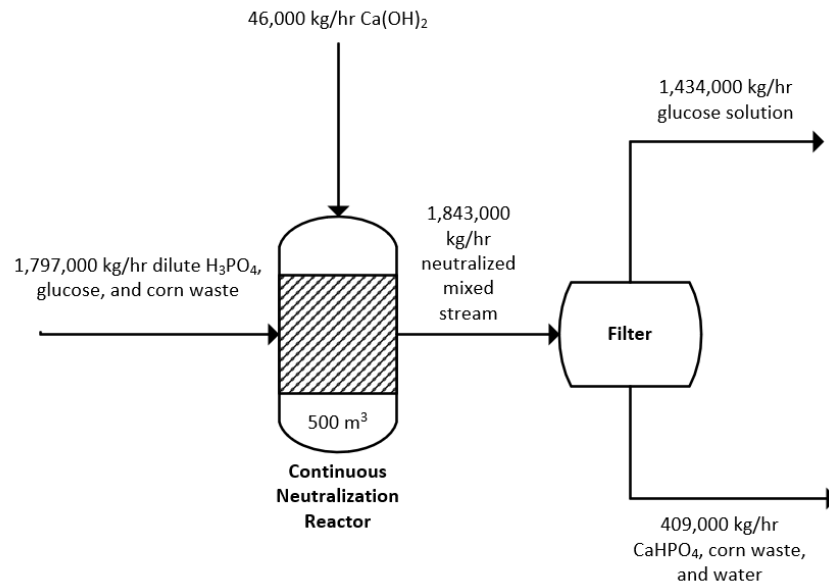 46,000 kg/hr Ca(OH)₂
1,434,000 kg/hr
glucose solution
1,843,000
kg/hr
neutralized
mixed
stream
1,797,000 kg/hr dilute H₃PO₄,
glucose, and corn waste
Filter
500 m³
Continuous
Neutralization
Reactor
409,000 kg/hr
CaHPO₄, corn waste,
and water